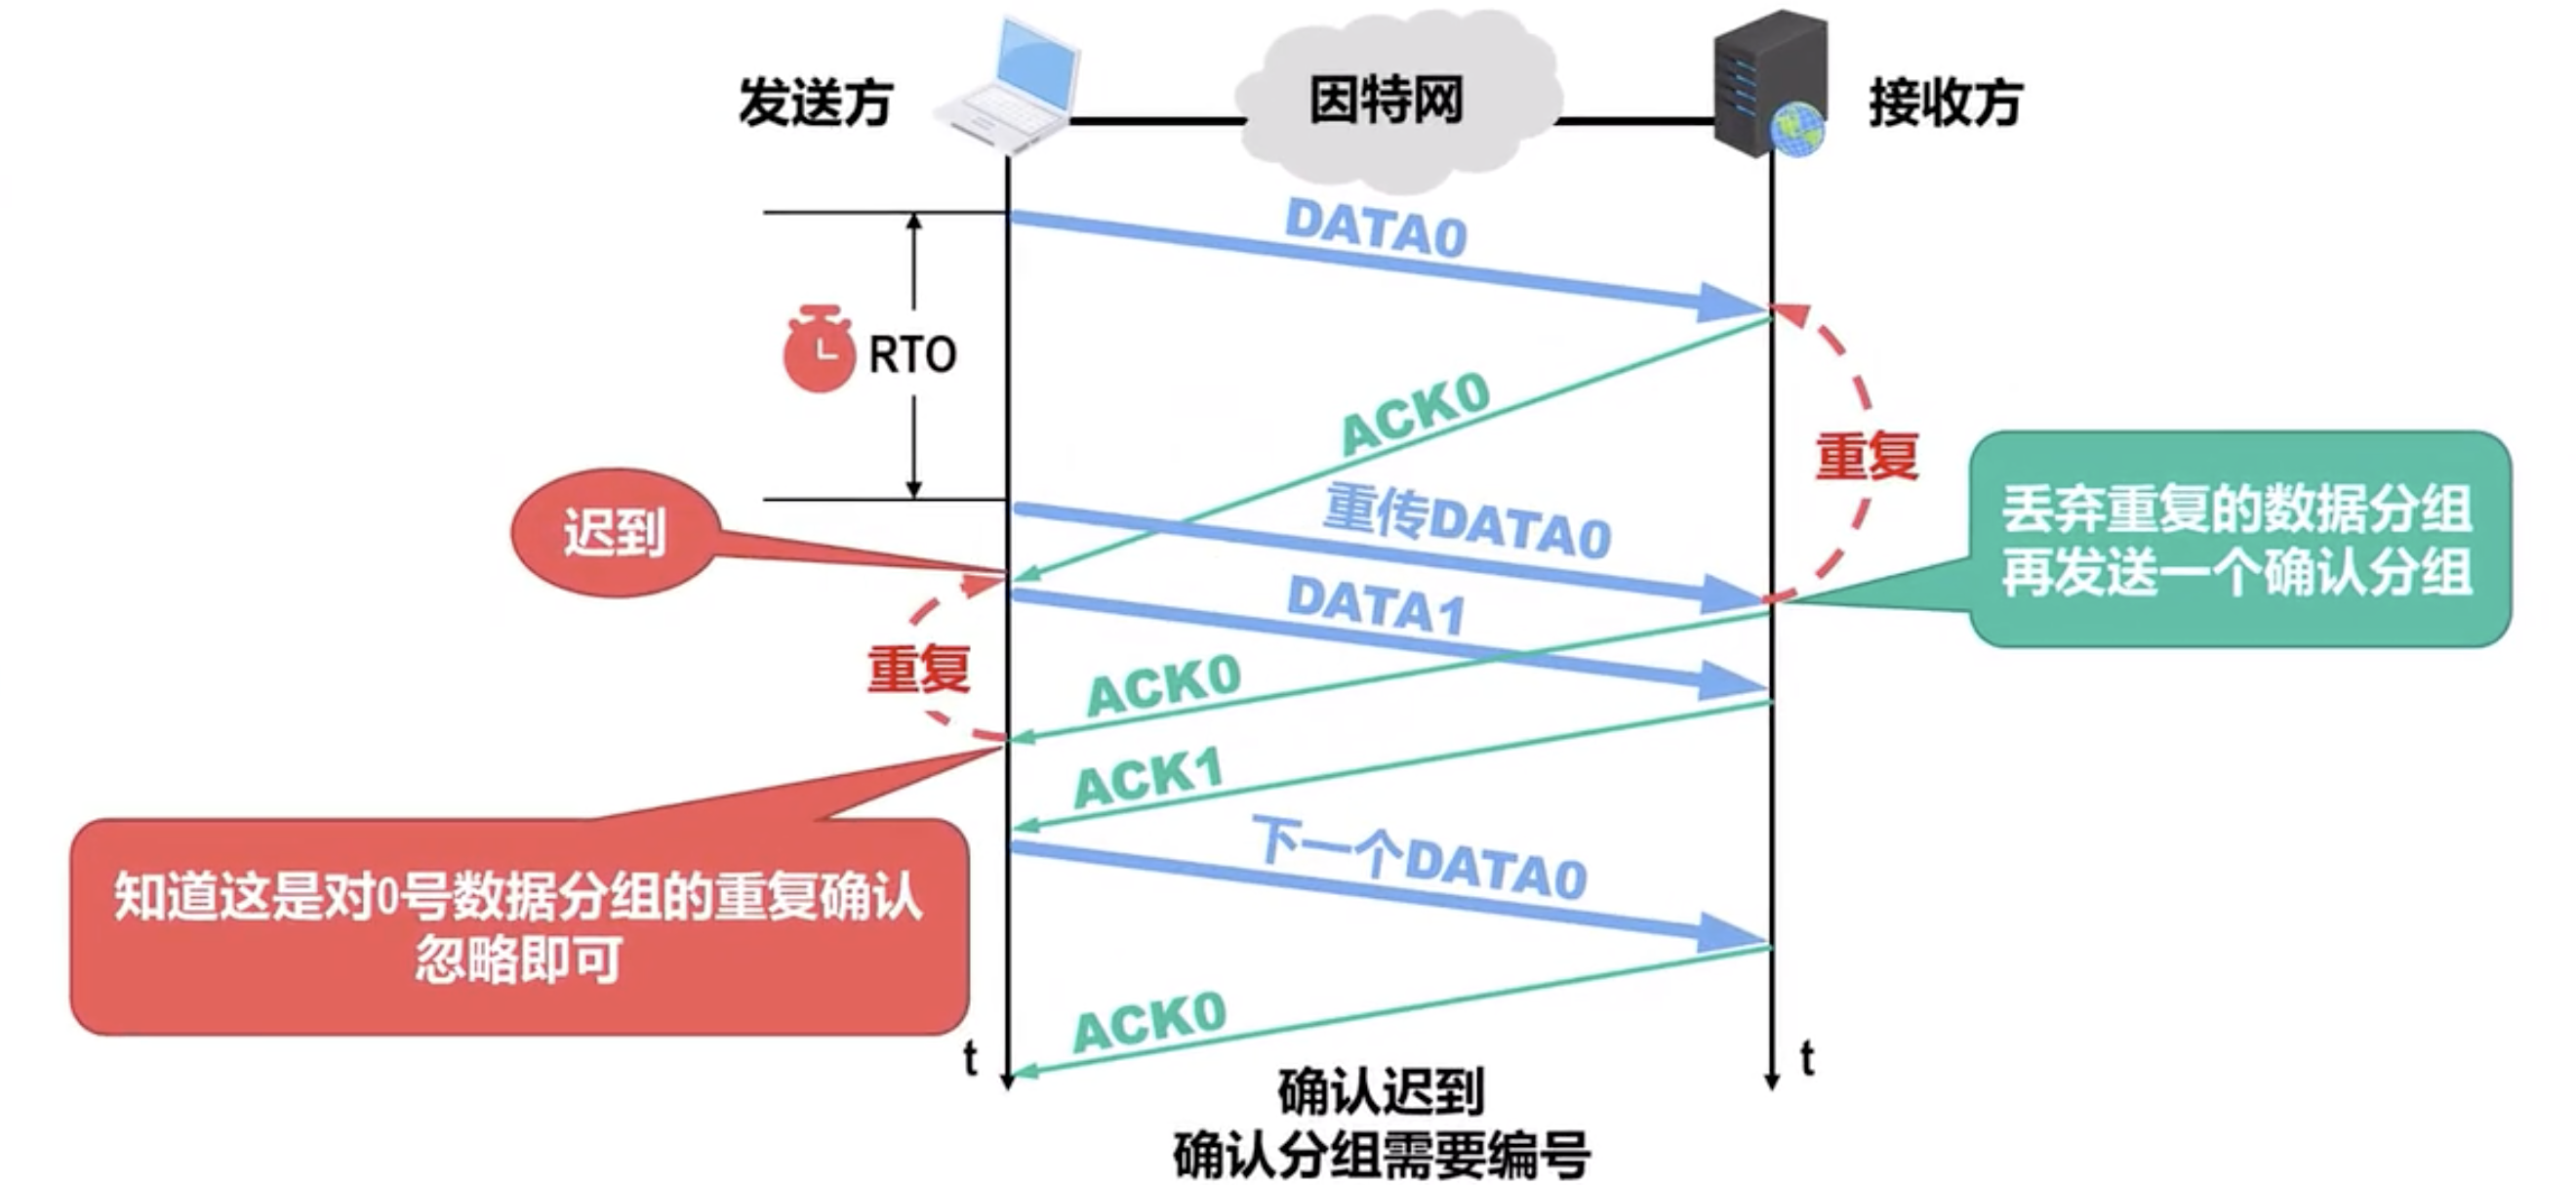 发送方
因特网
接收方
DATA0
RTO
ACK0
重复
迟到
重传DATA0
丢弃重复的数据分组
再发送一个确认分组
DATA1
重复
ACK0
ACK1
下一个DATA0
知道这是对0号数据分组的重复确认
忽略即可
ACK0
t
t
确认迟到
确认分组需要编号